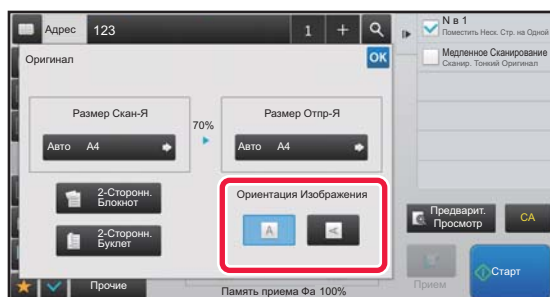 Адрес 123 1 +
N в 1
Поместить Неск. Стр. на Одной
Медленное Сканирование
Сканир. Тонкий Оригинал
Оригинал OK
Размер Скан-Я
70%
Размер Отпр-Я
Авто A4
Авто A4
2-Сторонн.
Блокнот
2-Сторонн.
Буклет
Ориентация Изображения
A A
Предварит.
Просмотр
CA
Прочие
Память приема Фа 100%
Прием
Старт